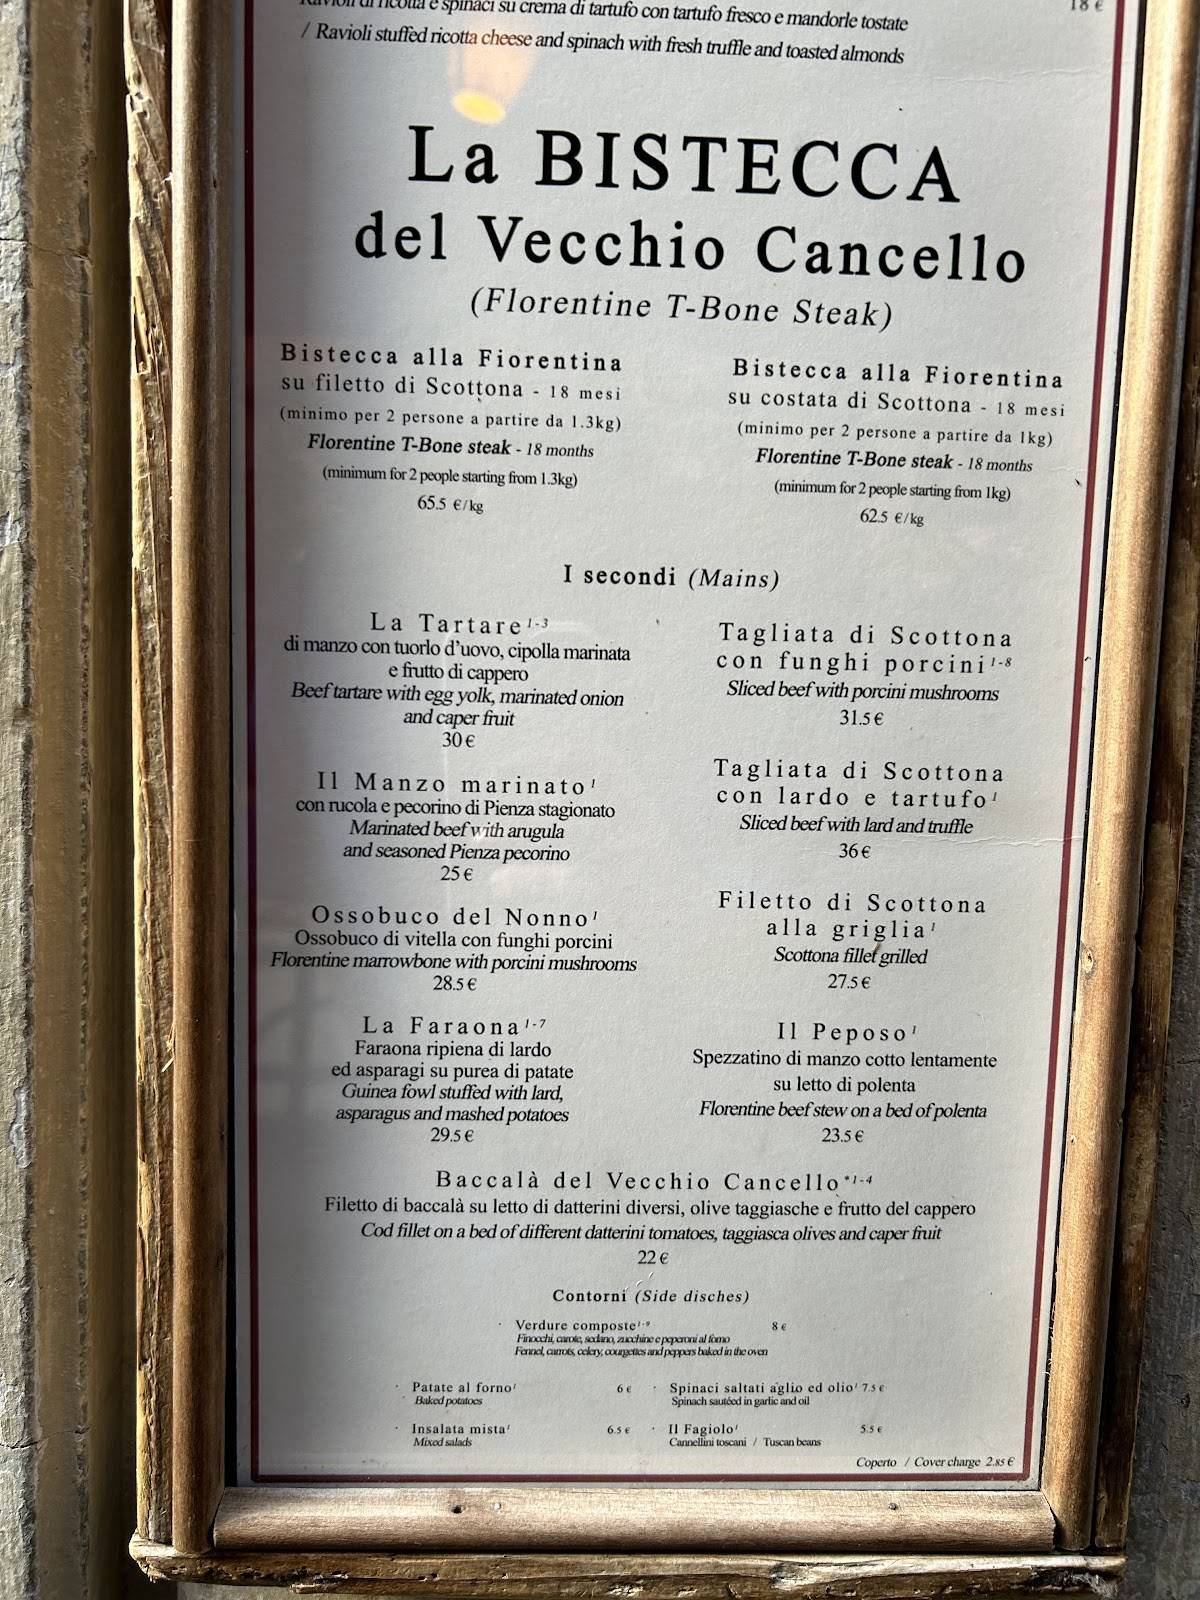 Ravioli di ricotta e spinaci su crema di tartufo con tartufo fresco e mandorle tostate
18 €
/ Ravioli stuffed ricotta cheese and spinach with fresh truffle and toasted almonds
La BISTECCA
del Vecchio Cancello
(Florentine T-Bone Steak)
Bistecca alla Fiorentina
su filetto di Scottona - 18 mesi
(minimo per 2 persone a partire da 1.3kg)
Florentine T-Bone steak - 18 months
(minimum for 2 people starting from 1.3kg)
65.5 €/kg
Bistecca alla Fiorentina
su costata di Scottona - 18 mesi
(minimo per 2 persone a partire da 1kg)
Florentine T-Bone steak - 18 months
(minimum for 2 people starting from 1kg)
62.5 €/kg
I secondi (Mains)
La Tartare 1-3
di manzo con tuorlo d'uovo, cipolla marinata
e frutto di cappero
Beef tartare with egg yolk, marinated onion
and caper fruit
30 €
Il Manzo marinato 1
con rucola e pecorino di Pienza stagionato
Marinated beef with arugula
and seasoned Pienza pecorino
25 €
Ossobuco del Nonno 1
Ossobuco di vitella con funghi porcini
Florentine marrowbone with porcini mushrooms
28.5 €
La Faraona 1-7
Faraona ripiena di lardo
ed asparagi su purea di patate
Guinea fowl stuffed with lard,
asparagus and mashed potatoes
29.5 €
Tagliata di Scottona
con funghi porcini 1-8
Sliced beef with porcini mushrooms
31.5 €
Tagliata di Scottona
con lardo e tartufo 1
Sliced beef with lard and truffle
36 €
Filetto di Scottona
alla griglia 1
Scottona fillet grilled
27.5 €
Il Peposo 1
Spezzatino di manzo cotto lentamente
su letto di polenta
Florentine beef stew on a bed of polenta
23.5 €
Baccalà del Vecchio Cancello *1-4
Filetto di baccalà su letto di datterini diversi, olive taggiasche e frutto del cappero
Cod fillet on a bed of different datterini tomatoes, taggiasca olives and caper fruit
22 €
Contorni (Side disches)
· Verdure composte 1-9 8 €
Finocchi, carote, sedano, zucchine e peperoni al forno
Fennel, carrots, celery, courgettes and peppers baked in the oven
· Patate al forno 1 6 €
Baked potatoes
· Spinaci saltati aglio ed olio 1 7.5 €
Spinach sautéed in garlic and oil
· Insalata mista 1 6.5 €
Mixed salads
· Il Fagiolo 1 5.5 €
Cannellini toscani / Tuscan beans
Coperto / Cover charge 2.85 €